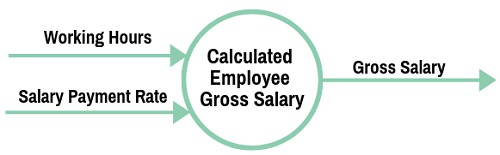 Working Hours
Salary Payment Rate
Calculated
Employee
Gross Salary
Gross Salary